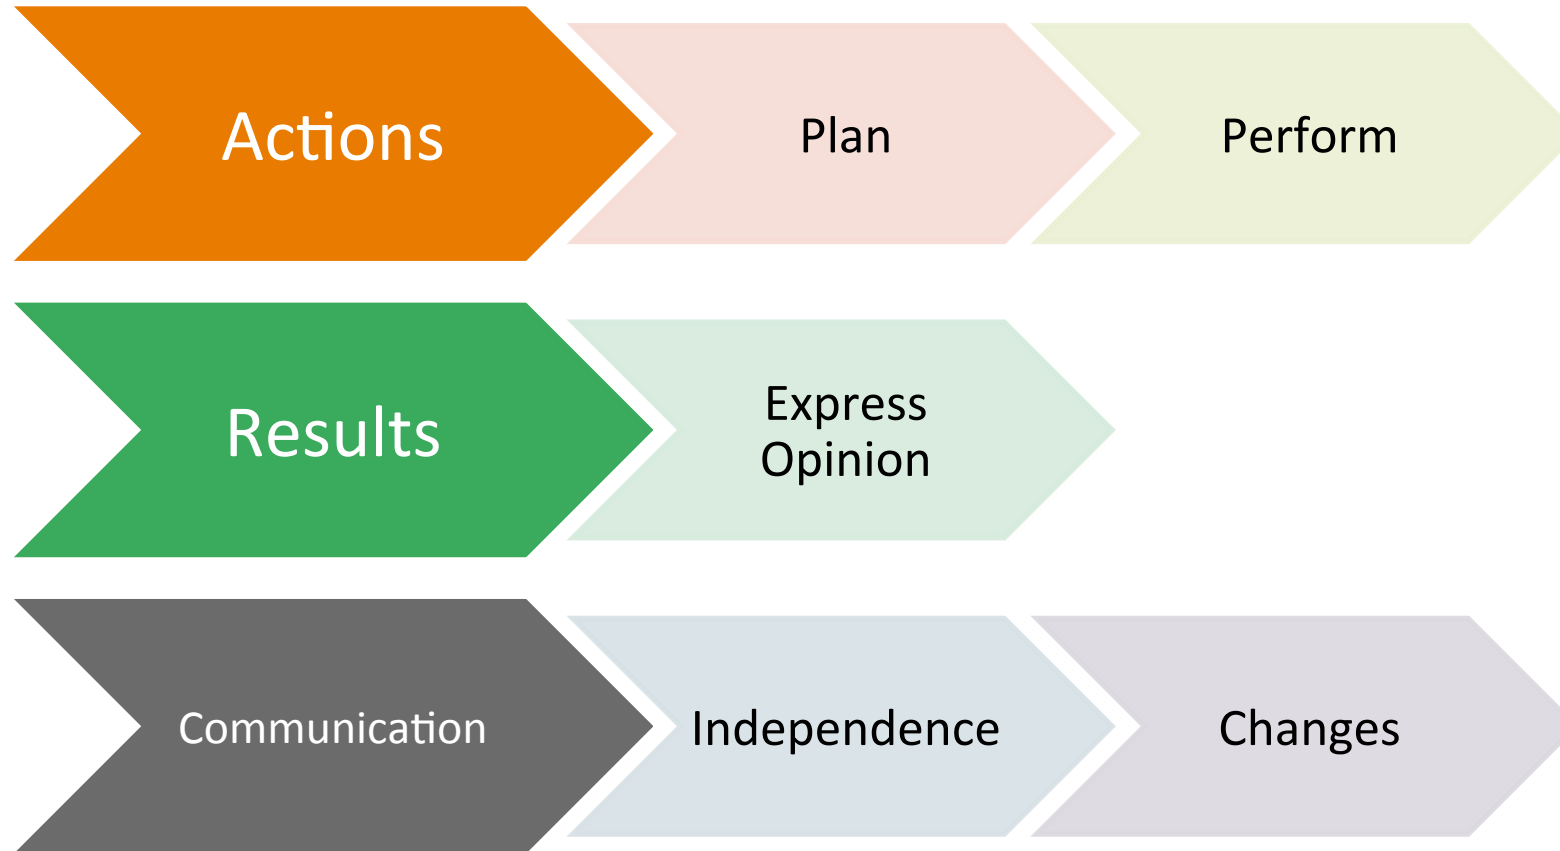 Actions
Plan
Perform
Results
Express
Opinion
Communication
Independence
Changes